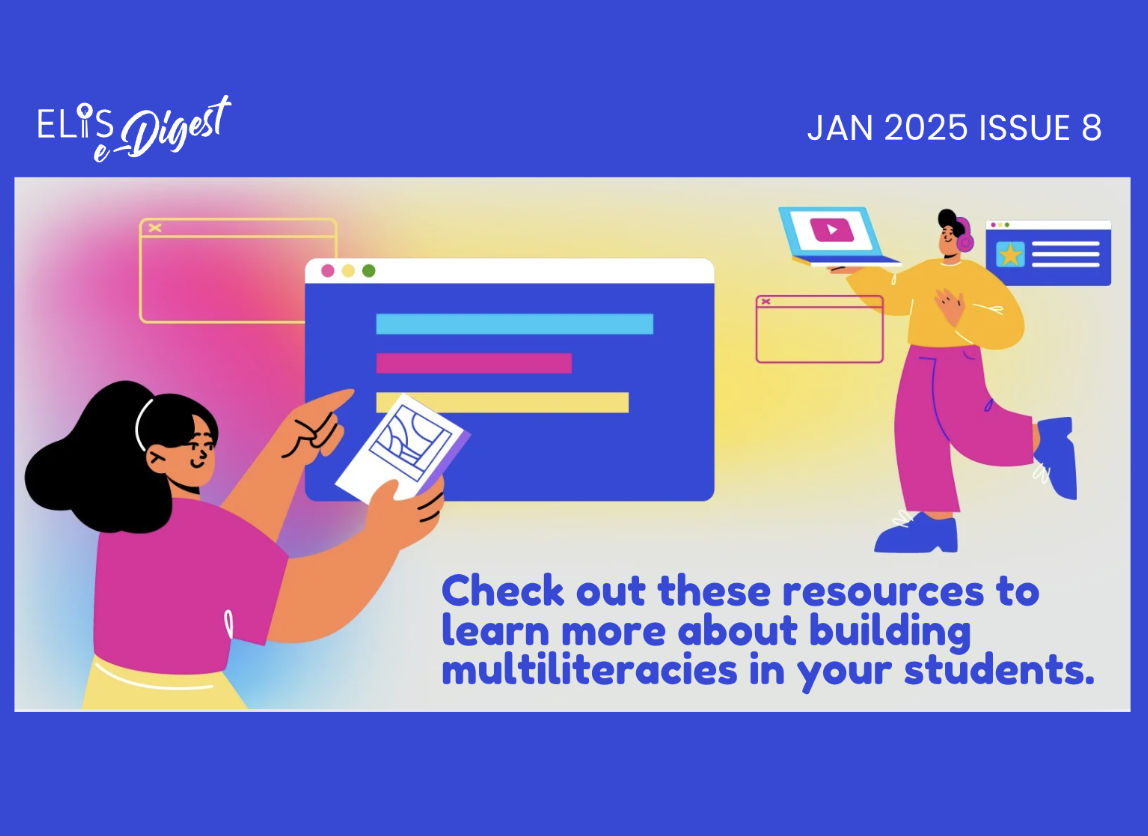 ELiS e-Digest
JAN 2025 ISSUE 8
Check out these resources to
learn more about building
multiliteracies in your students.